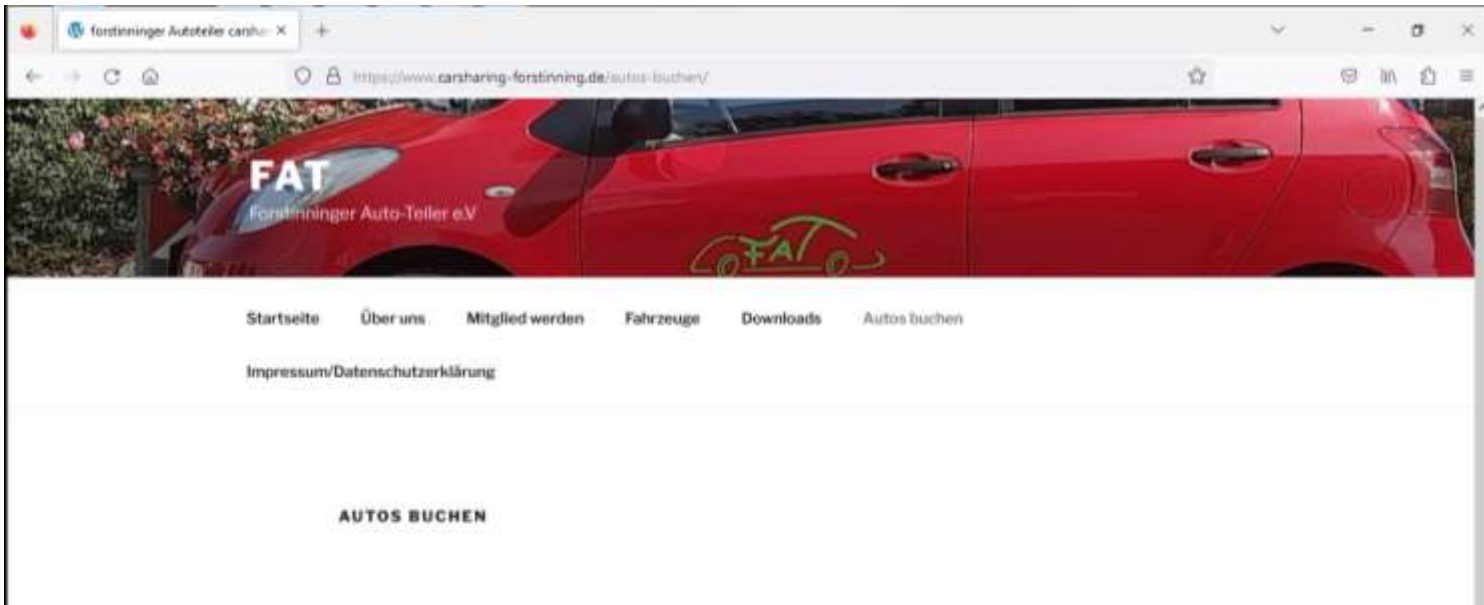 forstinninger Autoteiler carshar
https://www.carsharing-forstinning.de/autos-buchen/
FAT
Forstinninger Auto-Teiler e.V
FAT
Startseite Über uns Mitglied werden Fahrzeuge Downloads Autos buchen
Impressum/Datenschutzerklärung
AUTOS BUCHEN